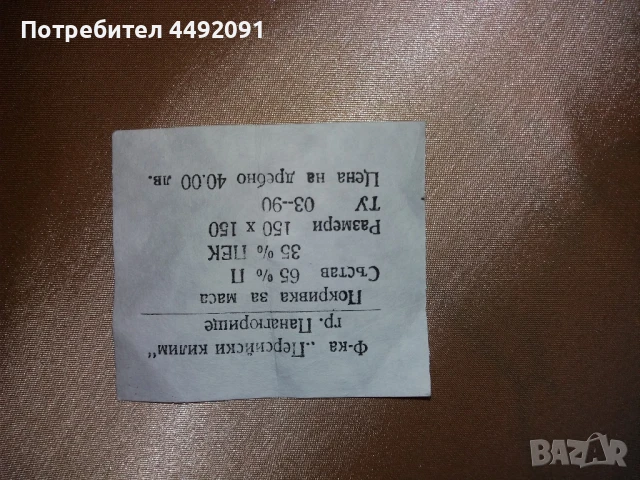 Потребител 4492091
Ф-ка „Персийски килим"
гр. Панагюрище
Покривка за маса
Състав 65 % П
35 % ПЕК
Размери 150 х 150
ТУ 03--90
Цена на дребно 40.00 лв.
BAZAR